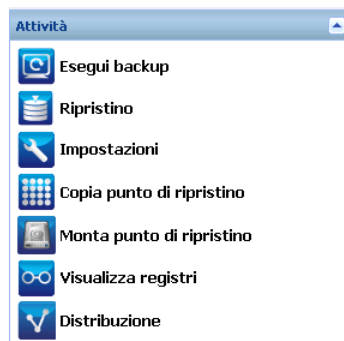 Attività
Esegui backup
Ripristino
Impostazioni
Copia punto di ripristino
Monta punto di ripristino
Visualizza registri
Distribuzione